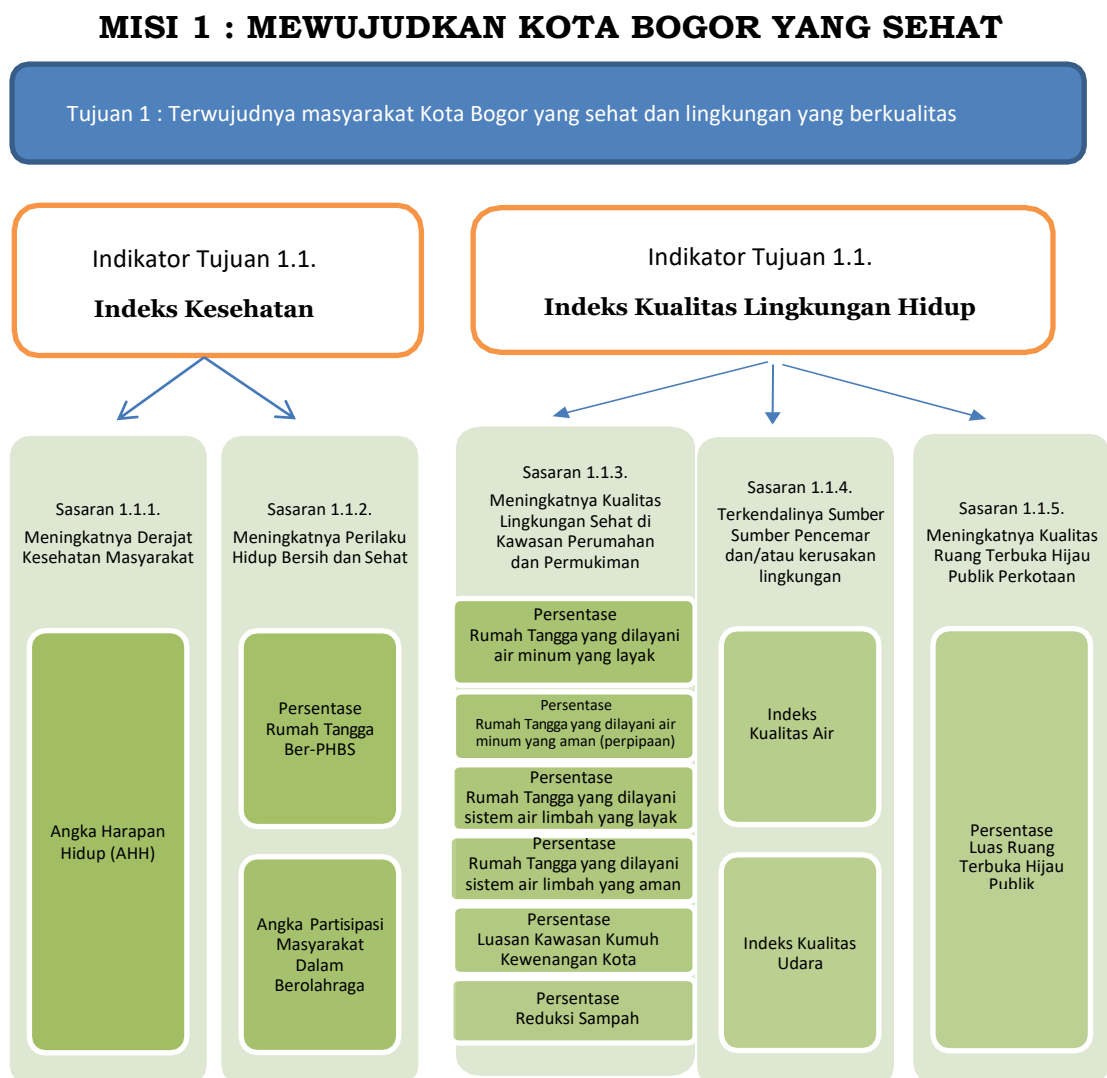 MISI 1 : MEWUJUDKAN KOTA BOGOR YANG SEHAT
Tujuan 1 : Terwujudnya masyarakat Kota Bogor yang sehat dan lingkungan yang berkualitas
Indikator Tujuan 1.1.
Indeks Kesehatan
Indikator Tujuan 1.1.
Indeks Kualitas Lingkungan Hidup
Sasaran 1.1.1.
Meningkatnya Derajat
Kesehatan Masyarakat
Angka Harapan
Hidup (AHH)
Sasaran 1.1.2.
Meningkatnya Perilaku
Hidup Bersih dan Sehat
Persentase
Rumah Tangga
Ber-PHBS
Angka Partisipasi
Masyarakat
Dalam
Berolahraga
Sasaran 1.1.3.
Meningkatnya Kualitas
Lingkungan Sehat di
Kawasan Perumahan
dan Permukiman
Persentase
Rumah Tangga yang dilayani
air minum yang layak
Persentase
Rumah Tangga yang dilayani air
minum yang aman (perpipaan)
Persentase
Rumah Tangga yang dilayani
sistem air limbah yang layak
Persentase
Rumah Tangga yang dilayani
sistem air limbah yang aman
Persentase
Luasan Kawasan Kumuh
Kewenangan Kota
Persentase
Reduksi Sampah
Sasaran 1.1.4.
Terkendalinya Sumber
Sumber Pencemar
dan/atau kerusakan
lingkungan
Indeks
Kualitas Air
Indeks Kualitas
Udara
Sasaran 1.1.5.
Meningkatnya Kualitas
Ruang Terbuka Hijau
Publik Perkotaan
Persentase
Luas Ruang
Terbuka Hijau
Publik